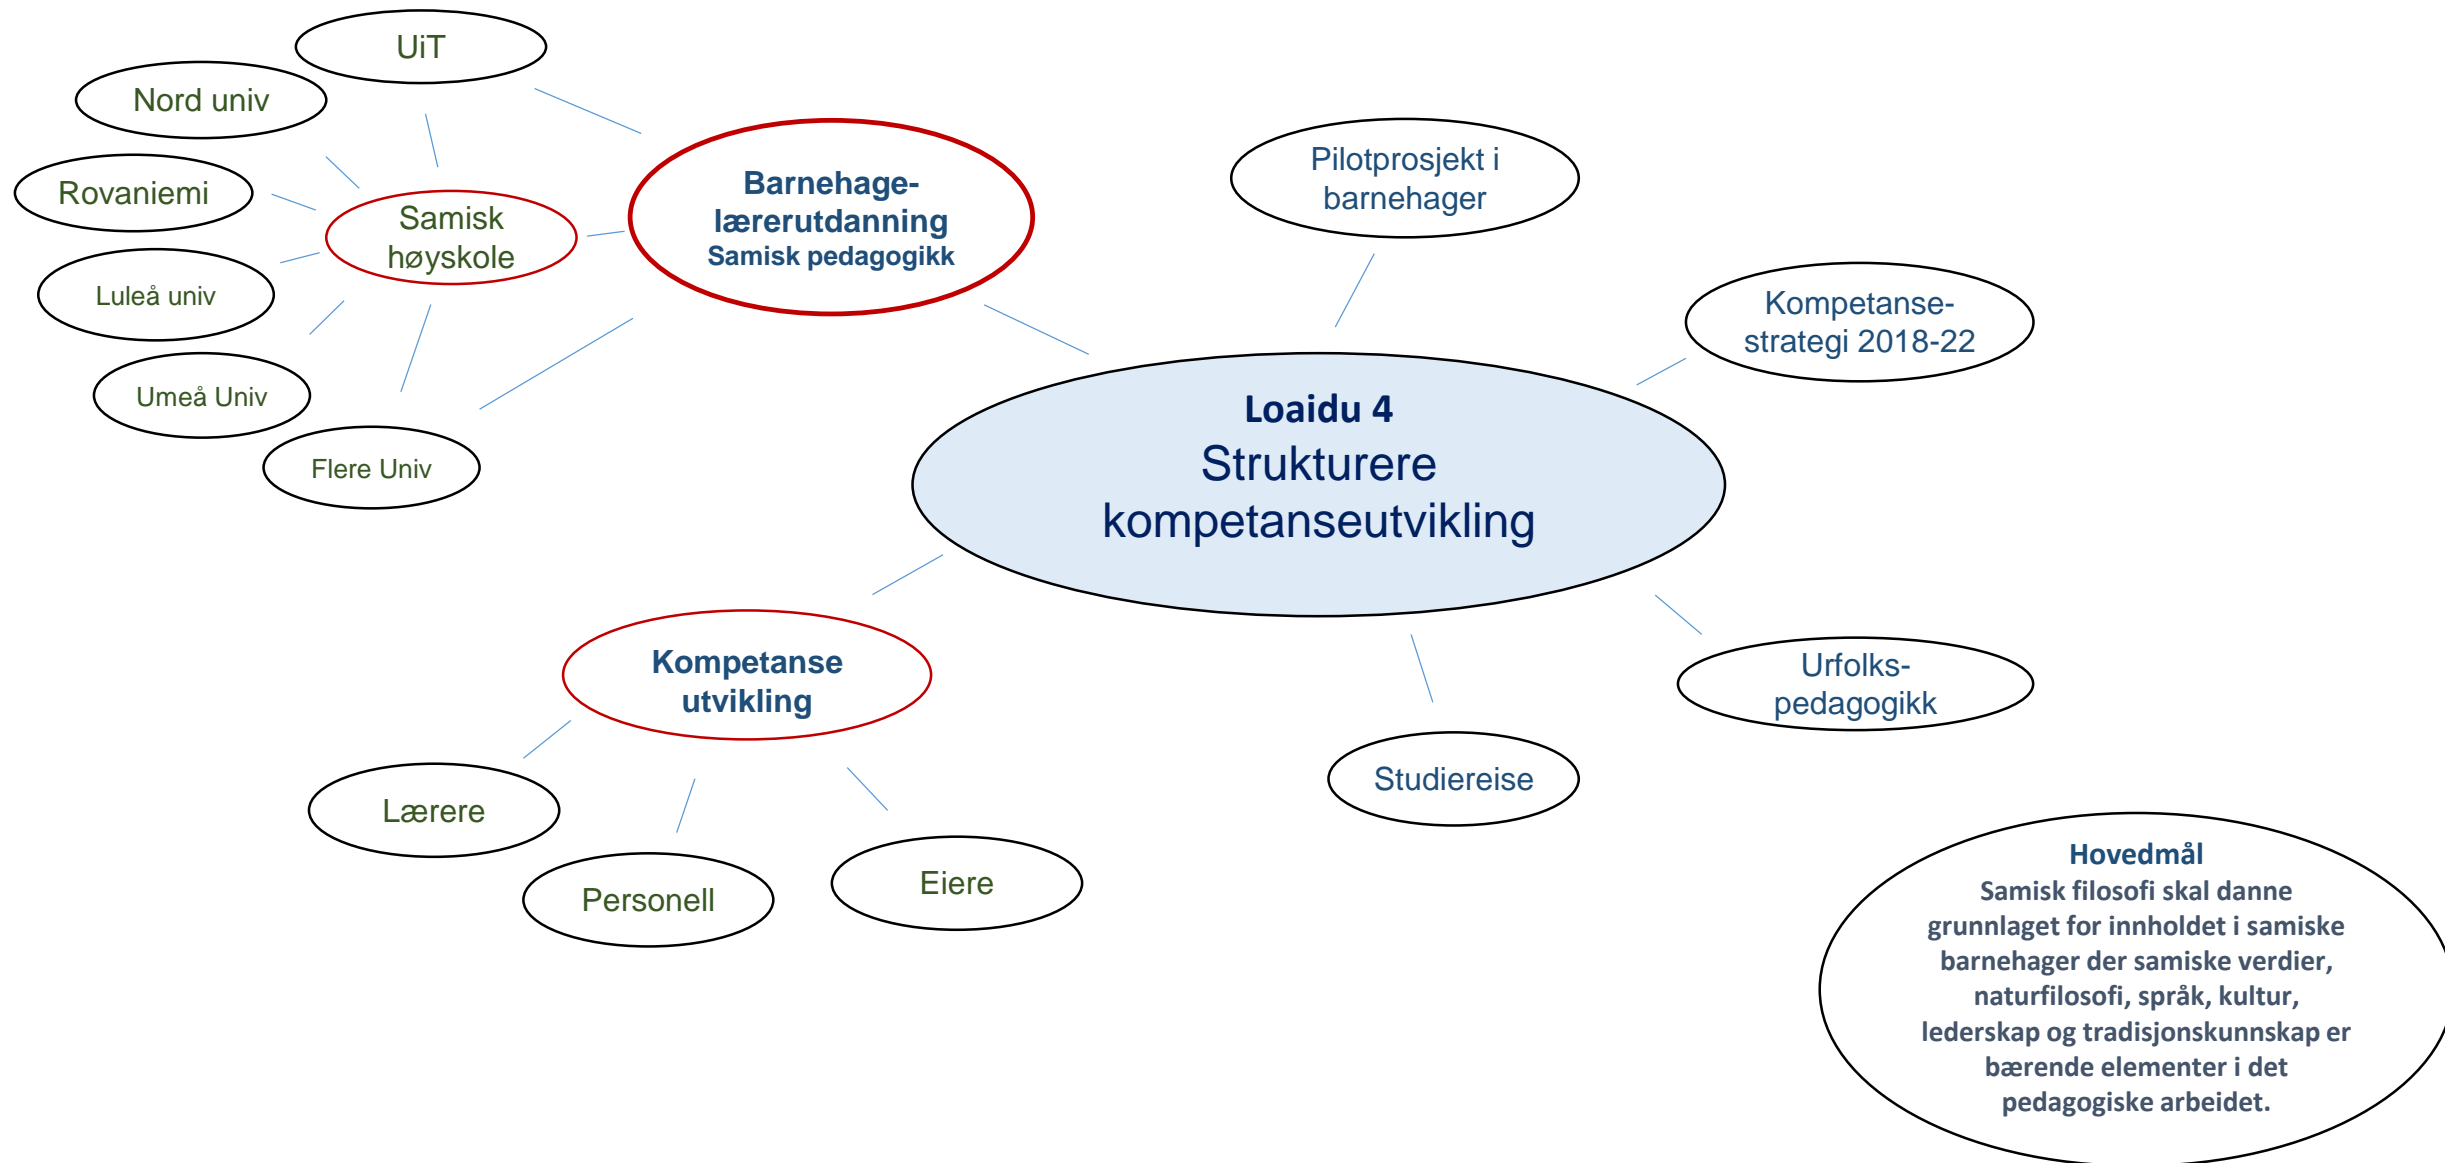 UiT
Nord univ
Rovaniemi
Samisk
høyskole
Luleå univ
Umeå Univ
Flere Univ
Barnehage-
lærerutdanning
Samisk pedagogikk
Pilotprosjekt i
barnehager
Kompetanse-
strategi 2018-22
Loaidu 4
Strukturere
kompetanseutvikling
Kompetanse
utvikling
Lærere
Personell
Eiere
Studiereise
Urfolks-
pedagogikk
Hovedmål
Samisk filosofi skal danne
grunnlaget for innholdet i samiske
barnehager der samiske verdier,
naturfilosofi, språk, kultur,
lederskap og tradisjonskunnskap er
bærende elementer i det
pedagogiske arbeidet.